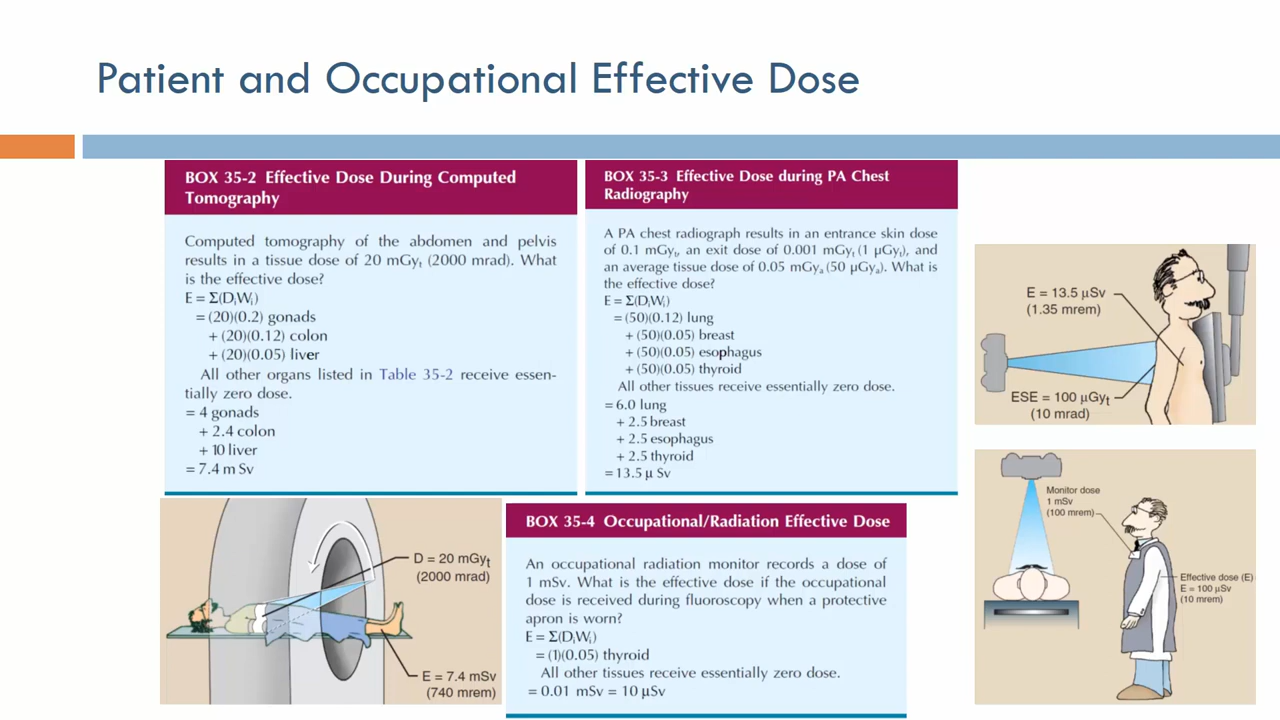 Patient and Occupational Effective Dose
BOX 35-2 Effective Dose During Computed
Tomography
Computed tomography of the abdomen and pelvis
results in a tissue dose of 20 mGyt (2000 mrad). What
is the effective dose?
E = Σ(DiWi)
= (20)(0.2) gonads
+ (20)(0.12) colon
+ (20)(0.05) liver
All other organs listed in Table 35-2 receive essen-
tially zero dose.
= 4 gonads
+ 2.4 colon
+ 10 liver
= 7.4 m Sv
BOX 35-3 Effective Dose during PA Chest
Radiography
A PA chest radiograph results in an entrance skin dose
of 0.1 mGyt, an exit dose of 0.001 mGyt (1 μGyt), and
an average tissue dose of 0.05 mGya (50 μGya). What is
the effective dose?
E = Σ(DiWi)
= (50)(0.12) lung
+ (50)(0.05) breast
+ (50)(0.05) esophagus
+ (50)(0.05) thyroid
All other tissues receive essentially zero dose.
= 6.0 lung
+ 2.5 breast
+ 2.5 esophagus
+ 2.5 thyroid
= 13.5 μ Sv
E = 13.5 μSv
(1.35 mrem)
ESE = 100 μGyt
(10 mrad)
D = 20 mGyt
(2000 mrad)
E = 7.4 mSv
(740 mrem)
BOX 35-4 Occupational/Radiation Effective Dose
An occupational radiation monitor records a dose of
1 mSv. What is the effective dose if the occupational
dose is received during fluoroscopy when a protective
apron is worn?
E = Σ(DiWi)
= (1)(0.05) thyroid
All other tissues receive essentially zero dose.
= 0.01 mSv = 10 μSv
Monitor dose
1 mSv
(100 mrem)
Effective dose (E)
E = 100 μSv
(10 mrem)